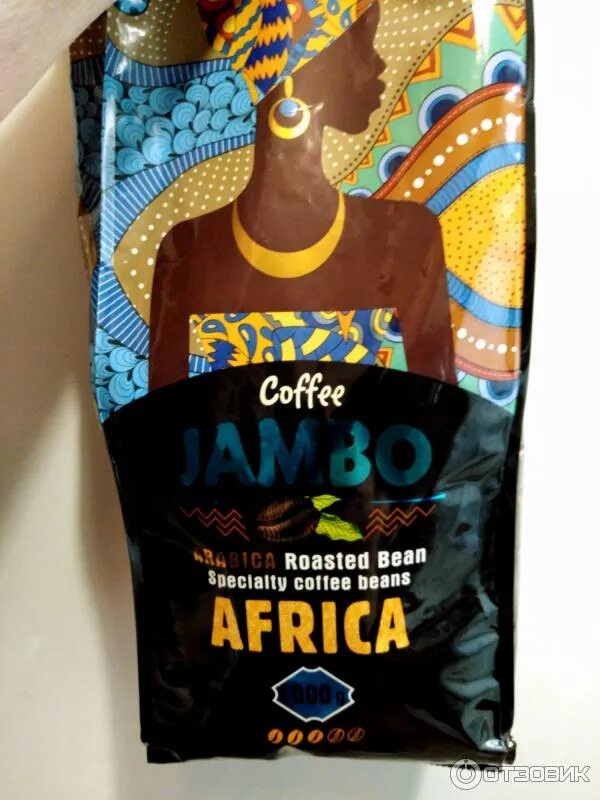 Coffee
JAMBO
ARABICA Roasted Bean
Specialty coffee beans
AFRICA
1000 g
ОТЗОВИК